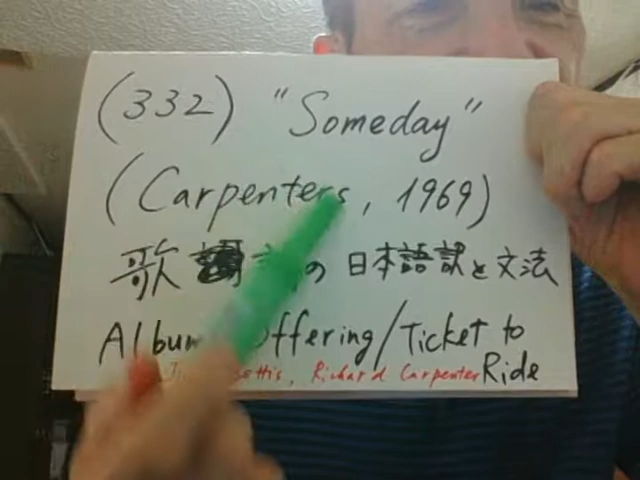 (332) "Someday"
(Carpenters, 1969)
歌 の 日本語訳と文法
Album Offering/Ticket to Ride
Richard Carpenter